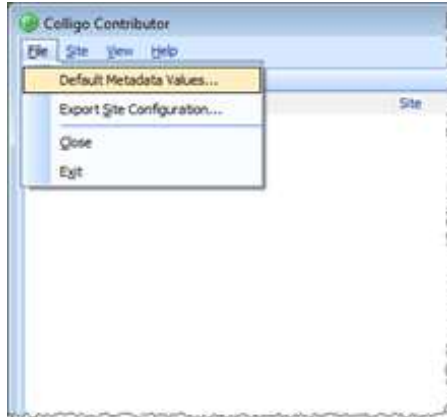 Colligo Contributor
File Site View Help
Default Metadata Values...
Export Site Configuration...
Site
Close
Exit